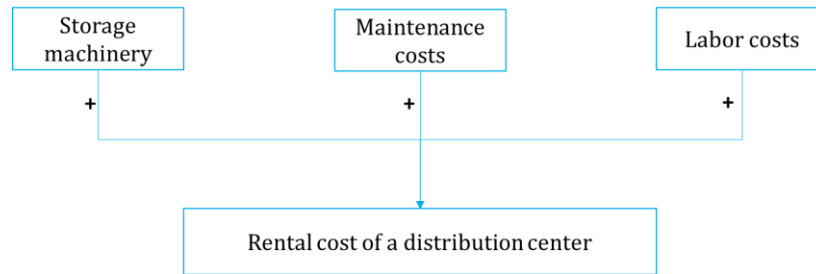 Storage
machinery
Maintenance
costs
Labor costs
+
+
+
Rental cost of a distribution center